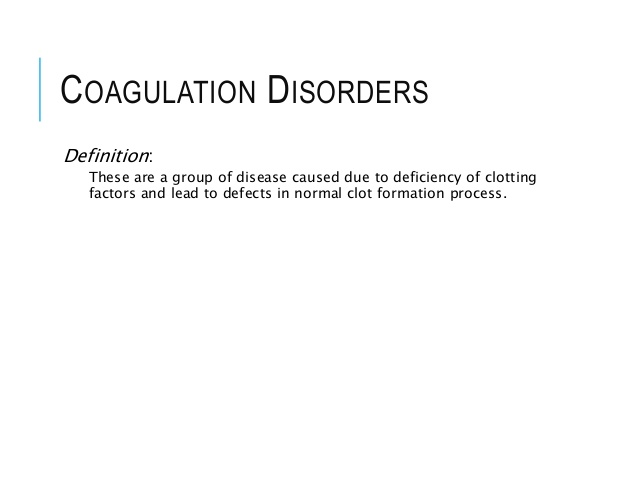 COAGULATION DISORDERS
Definition:
These are a group of disease caused due to deficiency of clotting
factors and lead to defects in normal clot formation process.